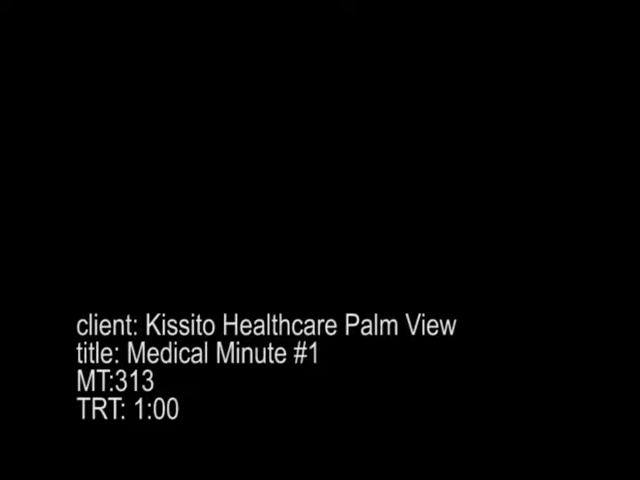 client: Kissito Healthcare Palm View
title: Medical Minute #1
MT:313
TRT: 1:00